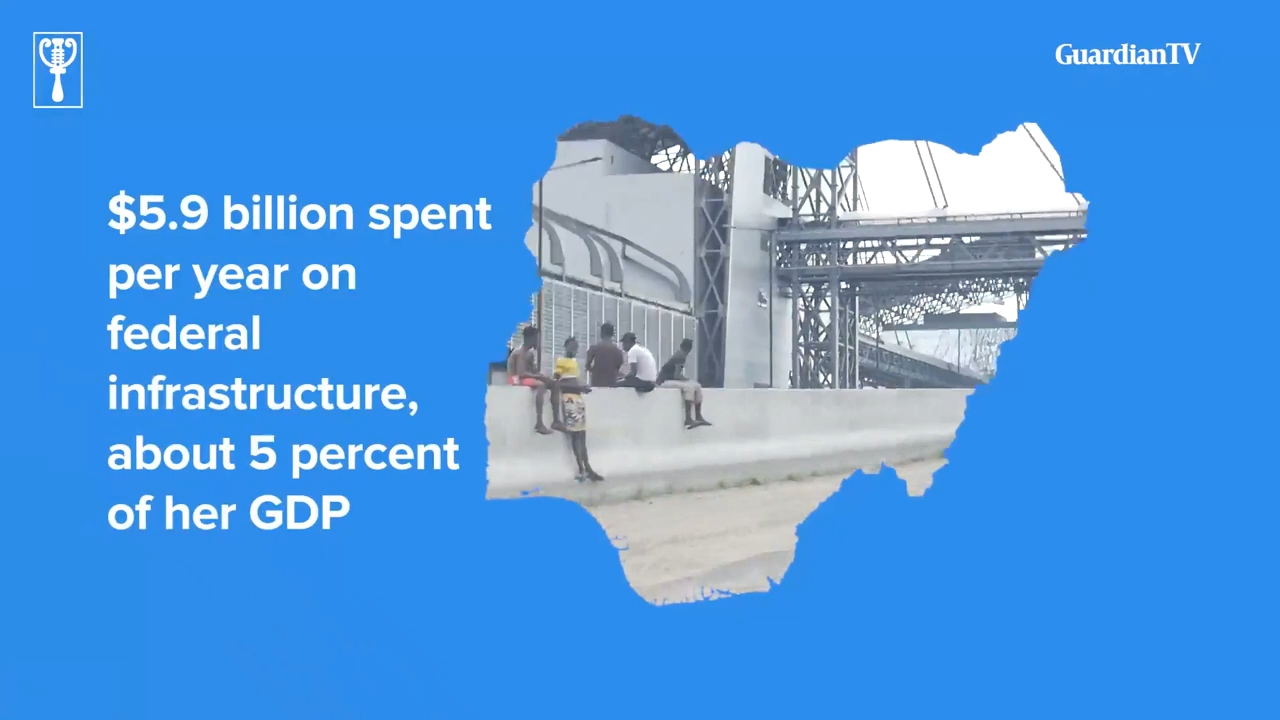 GuardianTV
$5.9 billion spent
per year on
federal
infrastructure,
about 5 percent
of her GDP